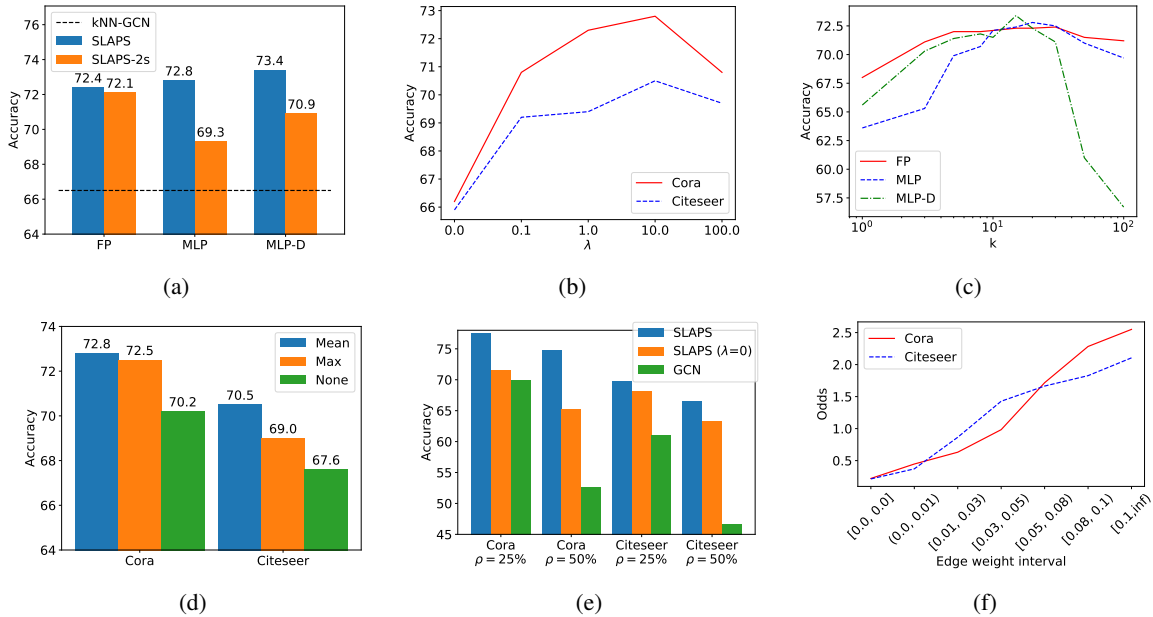 76
74
72
70
68
66
64
Accuracy
kNN-GCN
SLAPS
SLAPS-2s
72.4
72.1
72.8
69.3
73.4
70.9
FP
MLP
MLP-D
(a)
73
72
71
70
69
68
67
66
Accuracy
Cora
Citeseer
0.0
0.1
1.0
10.0
100.0
λ
(b)
72.5
70.0
67.5
65.0
62.5
60.0
57.5
Accuracy
FP
MLP
MLP-D
10⁰
10¹
10²
k
(c)
74
72
70
68
66
64
Accuracy
Mean
Max
None
72.8
72.5
70.2
70.5
69.0
67.6
Cora
Citeseer
(d)
75
70
65
60
55
50
45
Accuracy
SLAPS
SLAPS (λ=0)
GCN
Cora
ρ = 25%
Cora
ρ = 50%
Citeseer
ρ = 25%
Citeseer
ρ = 50%
(e)
2.5
2.0
1.5
1.0
0.5
Odds
Cora
Citeseer
[0.0, 0.0]
(0.0, 0.01)
[0.01, 0.03)
[0.03, 0.05)
[0.05, 0.08)
[0.08, 0.1)
[0.1,inf)
Edge weight interval
(f)